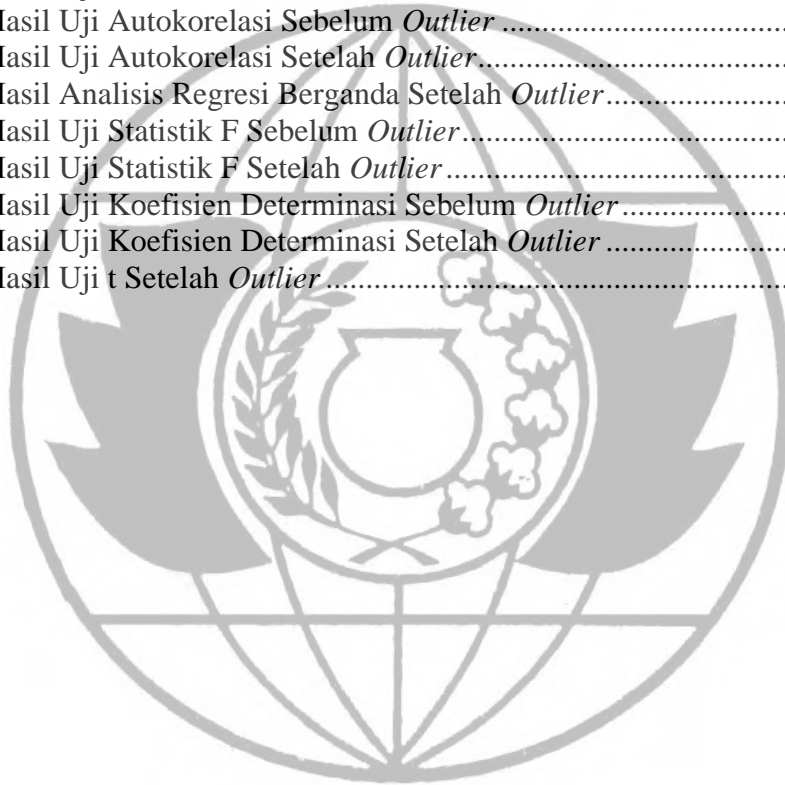 Hasil Uji Autokorelasi Sebelum Outlier ....................................
Hasil Uji Autokorelasi Setelah Outlier.......................................
Hasil Analisis Regresi Berganda Setelah Outlier.......................
Hasil Uji Statistik F Sebelum Outlier.........................................
Hasil Uji Statistik F Setelah Outlier...........................................
Hasil Uji Koefisien Determinasi Sebelum Outlier.....................
Hasil Uji Koefisien Determinasi Setelah Outlier .......................
Hasil Uji t Setelah Outlier..........................................................